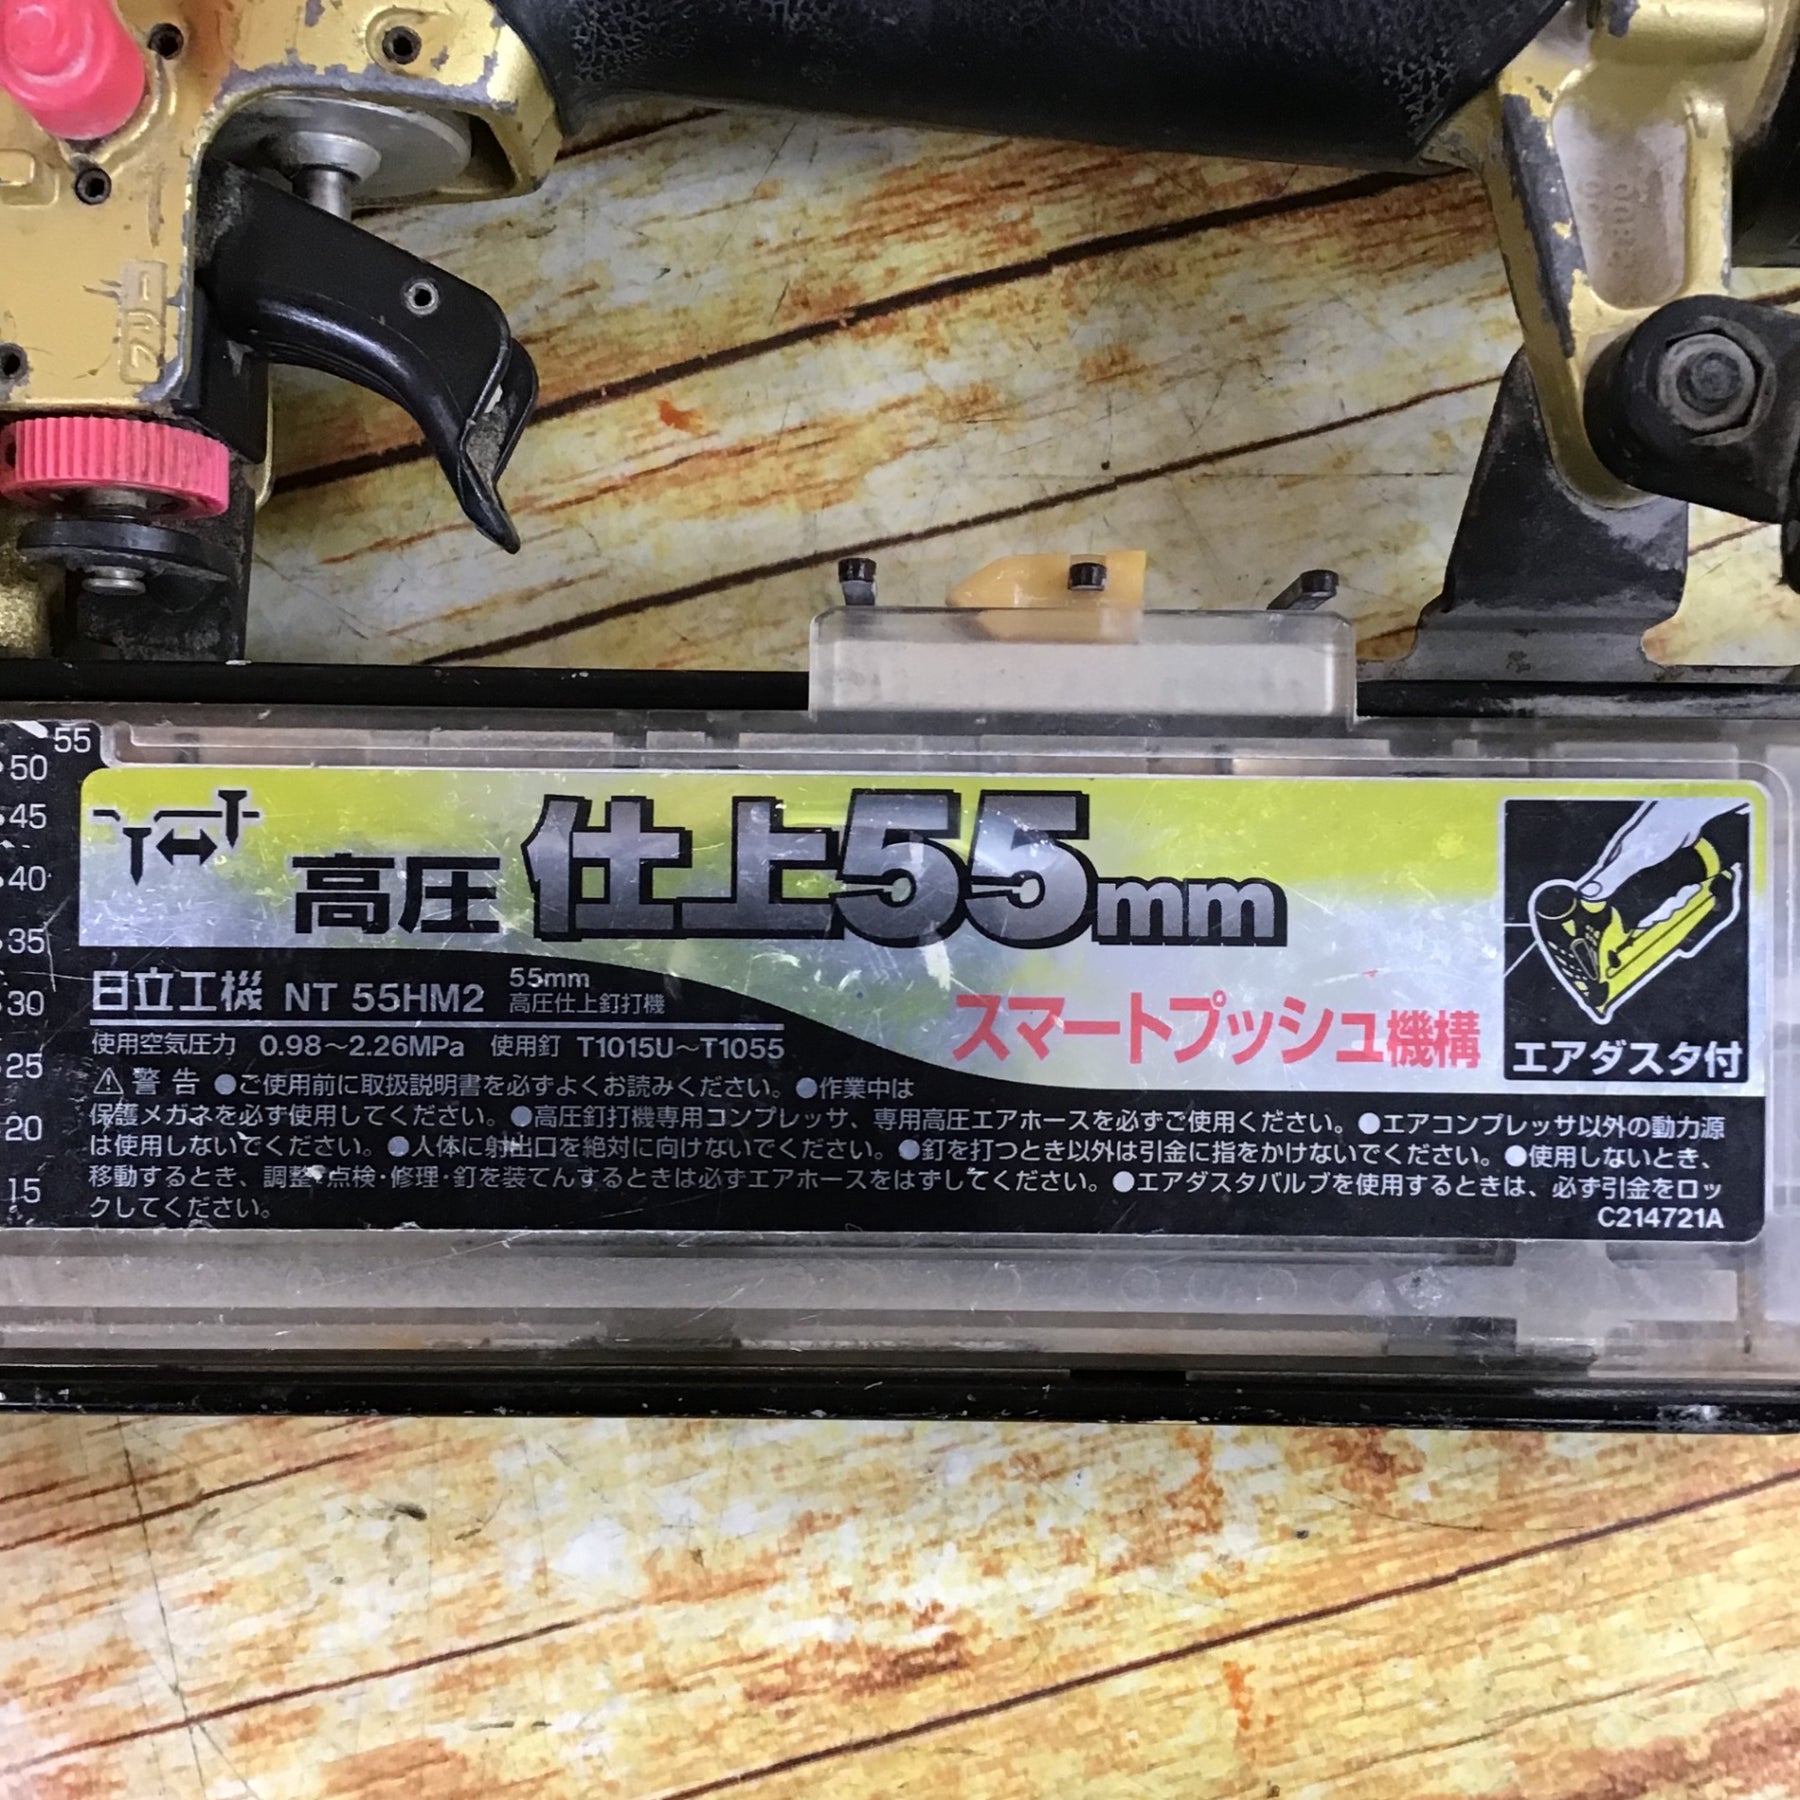 フリー
55
50
45
40
35
30
25
20
15
高圧 仕上55mm
スマートプッシュ機構
エアダスタ付
日立工機 NT 55HM2 55mm
高圧仕上釘打機
使用空気圧力 0.98～2.26MPa 使用釘 T1015U～T1055
⚠警告 ●ご使用前に取扱説明書を必ずよくお読みください。●作業中は
保護メガネを必ず使用してください。●高圧釘打機専用コンプレッサ、専用高圧エアホースを必ずご使用ください。●エアコンプレッサ以外の動力源
は使用しないでください。●人体に射出口を絶対に向けないでください。●釘を打つとき以外は引金に指をかけないでください。●使用しないとき、
移動するとき、調整・点検・修理・釘を装てんするときは必ずエアホースをはずしてください。●エアダスタバルブを使用するときは、必ず引金をロッ
クしてください。
C214721A